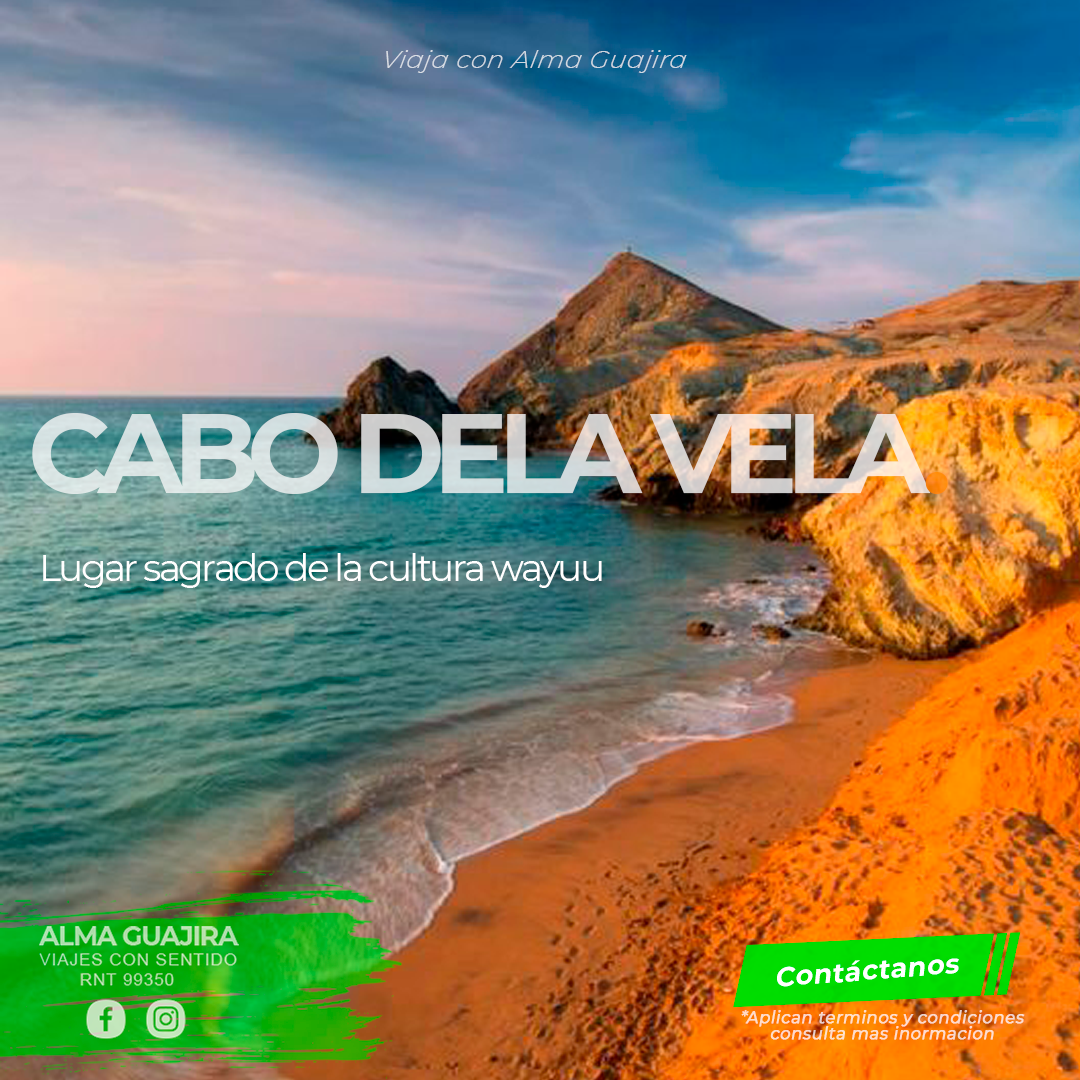 Viaja con Alma Guajira
CABO DE LA VELA.
Lugar sagrado de la cultura wayuu
ALMA GUAJIRA
VIAJES CON SENTIDO
RNT 99350
Contáctanos
*Aplican terminos y condiciones
consulta mas inormacion